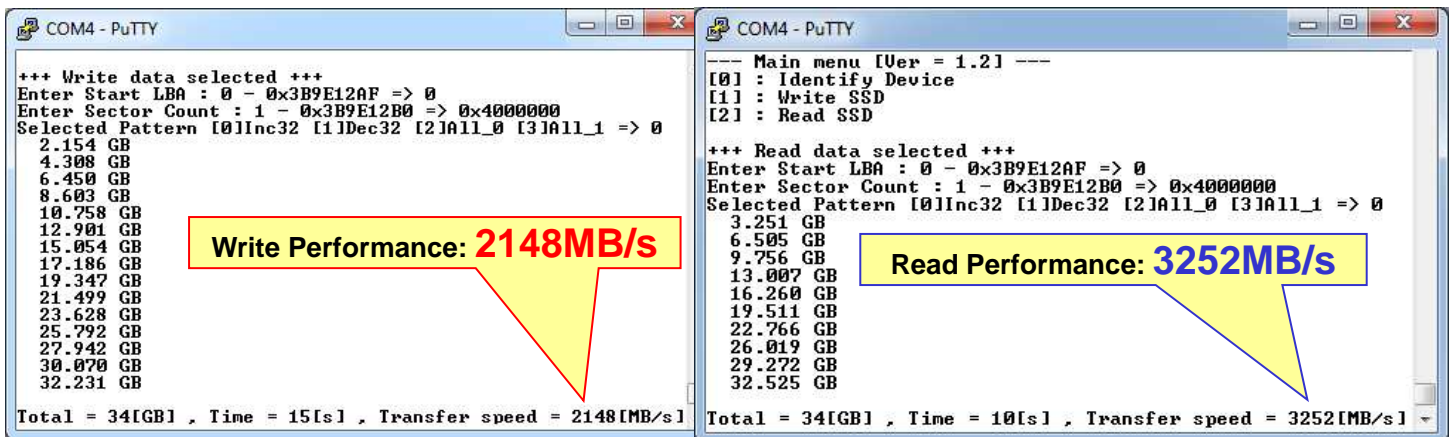 COM4 - PuTTY
+++ Write data selected +++
Enter Start LBA : 0 - 0x3B9E12AF => 0
Enter Sector Count : 1 - 0x3B9E12B0 => 0x4000000
Selected Pattern [0]Inc32 [1]Dec32 [2]All_0 [3]All_1 => 0
2.154 GB
4.308 GB
6.450 GB
8.603 GB
10.758 GB
12.901 GB
15.054 GB
17.186 GB
19.347 GB
21.499 GB
23.628 GB
25.792 GB
27.942 GB
30.070 GB
32.231 GB
Total = 34[GB] , Time = 15[s] , Transfer speed = 2148[MB/s]
Write Performance: 2148MB/s
COM4 - PuTTY
--- Main menu [Ver = 1.2] ---
[0] : Identify Device
[1] : Write SSD
[2] : Read SSD
+++ Read data selected +++
Enter Start LBA : 0 - 0x3B9E12AF => 0
Enter Sector Count : 1 - 0x3B9E12B0 => 0x4000000
Selected Pattern [0]Inc32 [1]Dec32 [2]All_0 [3]All_1 => 0
3.251 GB
6.505 GB
9.756 GB
13.007 GB
16.260 GB
19.511 GB
22.766 GB
26.019 GB
29.272 GB
32.525 GB
Total = 34[GB] , Time = 10[s] , Transfer speed = 3252[MB/s]
Read Performance: 3252MB/s